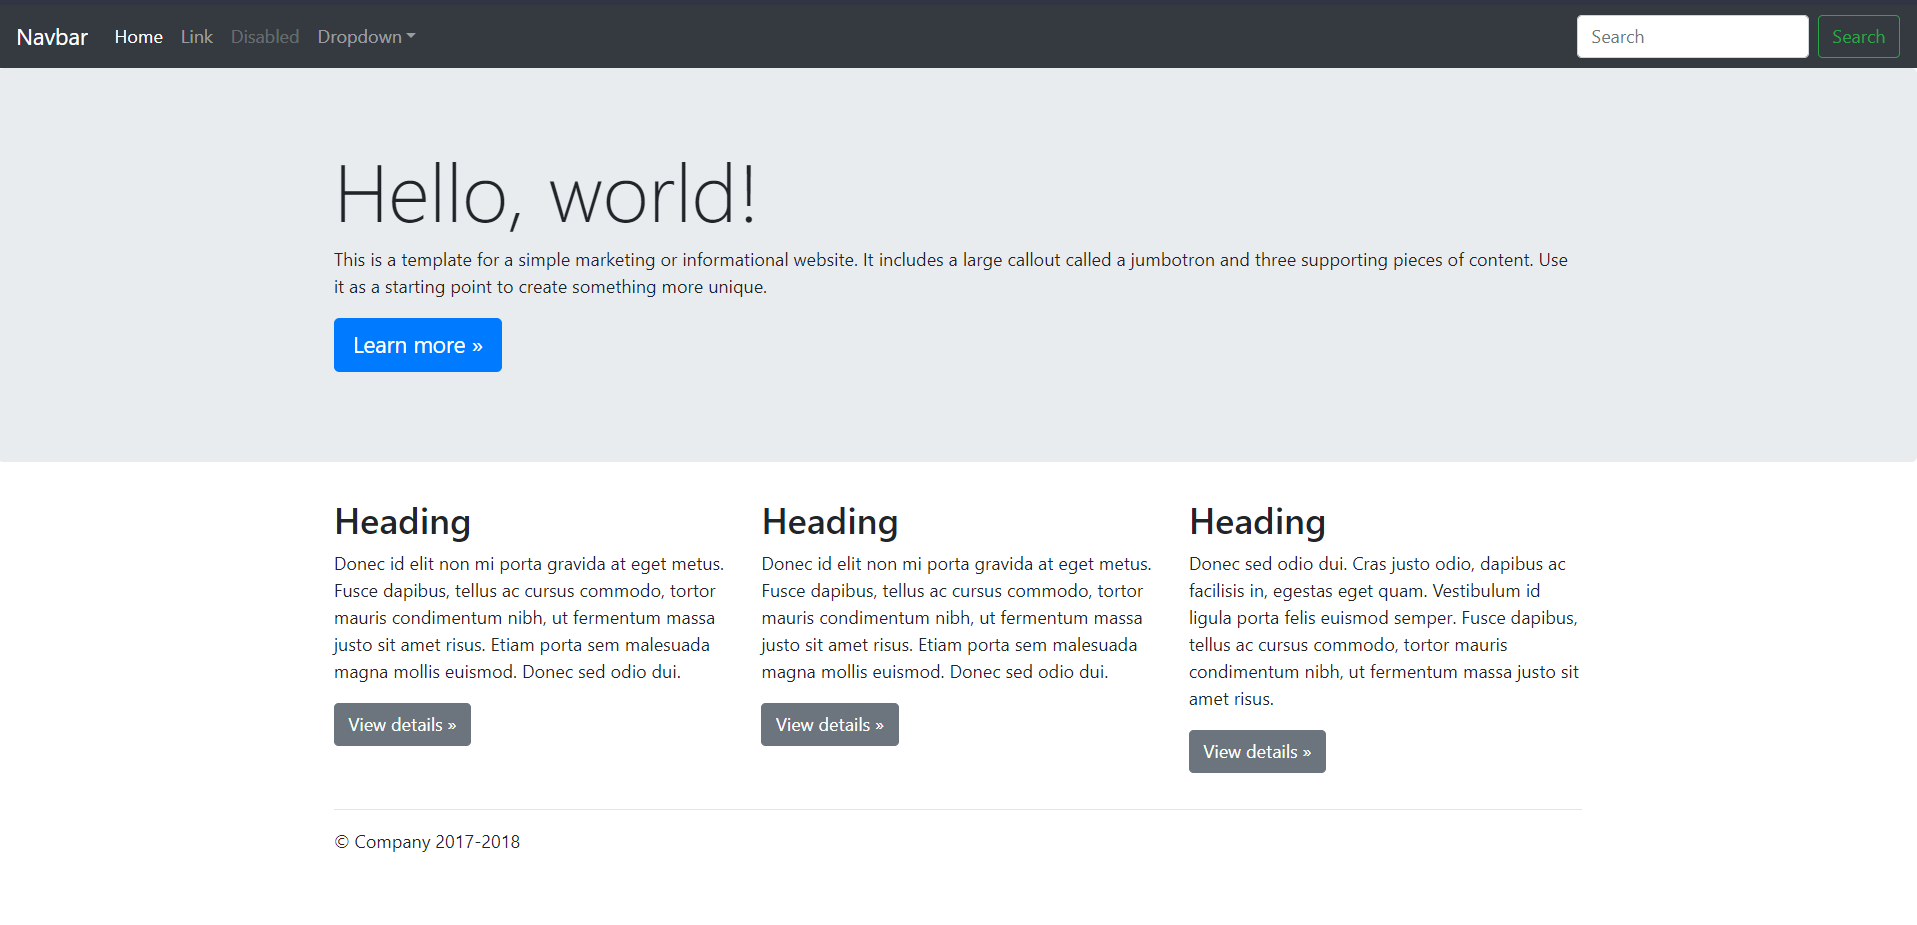 Navbar Home Link Disabled Dropdown Search Search
Hello, world!
This is a template for a simple marketing or informational website. It includes a large callout called a jumbotron and three supporting pieces of content. Use
it as a starting point to create something more unique.
Learn more »
Heading
Donec id elit non mi porta gravida at eget metus.
Fusce dapibus, tellus ac cursus commodo, tortor
mauris condimentum nibh, ut fermentum massa
justo sit amet risus. Etiam porta sem malesuada
magna mollis euismod. Donec sed odio dui.
View details »
Heading
Donec id elit non mi porta gravida at eget metus.
Fusce dapibus, tellus ac cursus commodo, tortor
mauris condimentum nibh, ut fermentum massa
justo sit amet risus. Etiam porta sem malesuada
magna mollis euismod. Donec sed odio dui.
View details »
Heading
Donec sed odio dui. Cras justo odio, dapibus ac
facilisis in, egestas eget quam. Vestibulum id
ligula porta felis euismod semper. Fusce dapibus,
tellus ac cursus commodo, tortor mauris
condimentum nibh, ut fermentum massa justo sit
amet risus.
View details »
© Company 2017-2018